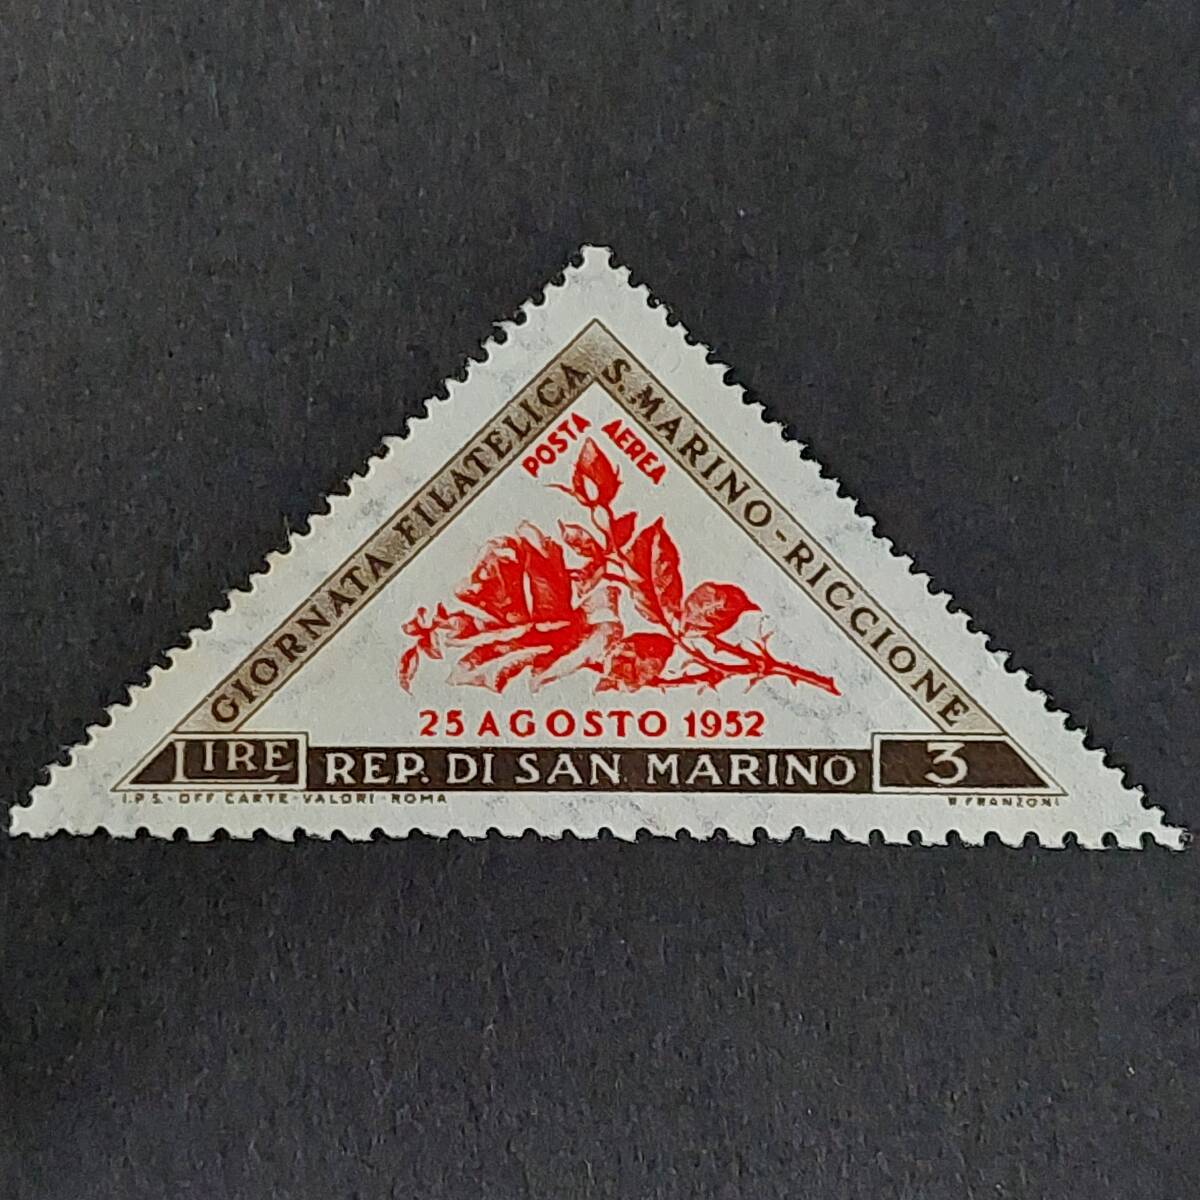 GIORNATA FILATELICA
S. MARINO - RICCIONE
POSTA AEREA
25 AGOSTO 1952
LIRE
REP. DI SAN MARINO
3
I.P.S. - OFF. CARTE - VALORI - ROMA
R. FRANZONI